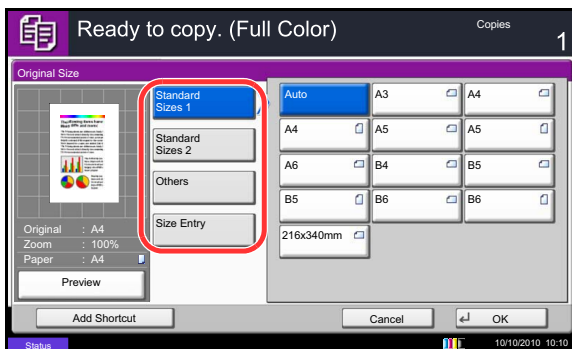 Ready to copy. (Full Color)
Copies
1
Original Size
Standard
Sizes 1
Standard
Sizes 2
Others
Size Entry
Auto
A3
A4
A4
A5
A5
A6
B4
B5
B5
B6
B6
216x340mm
Original : A4
Zoom : 100%
Paper : A4
Preview
Add Shortcut
Cancel
OK
Status
10/10/2010 10:10